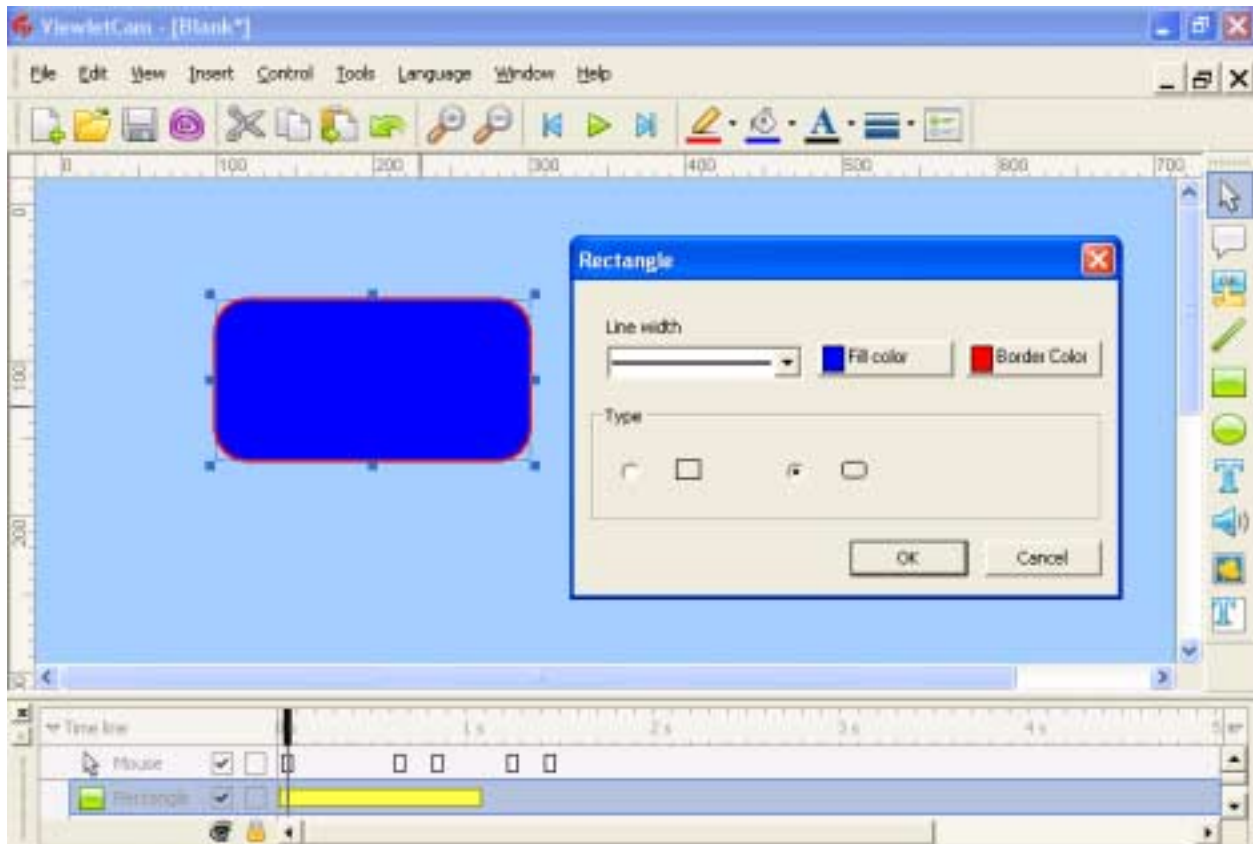 ViewletCam - [Blank*]
File Edit View Insert Control Tools Language Window Help
0 100 200 300 400 500 600 700
0
100
200
Rectangle
Line width
Fill color
Border Color
Type
OK
Cancel
Time line 1 s 2 s 3 s 4 s
Mouse
Rectangle